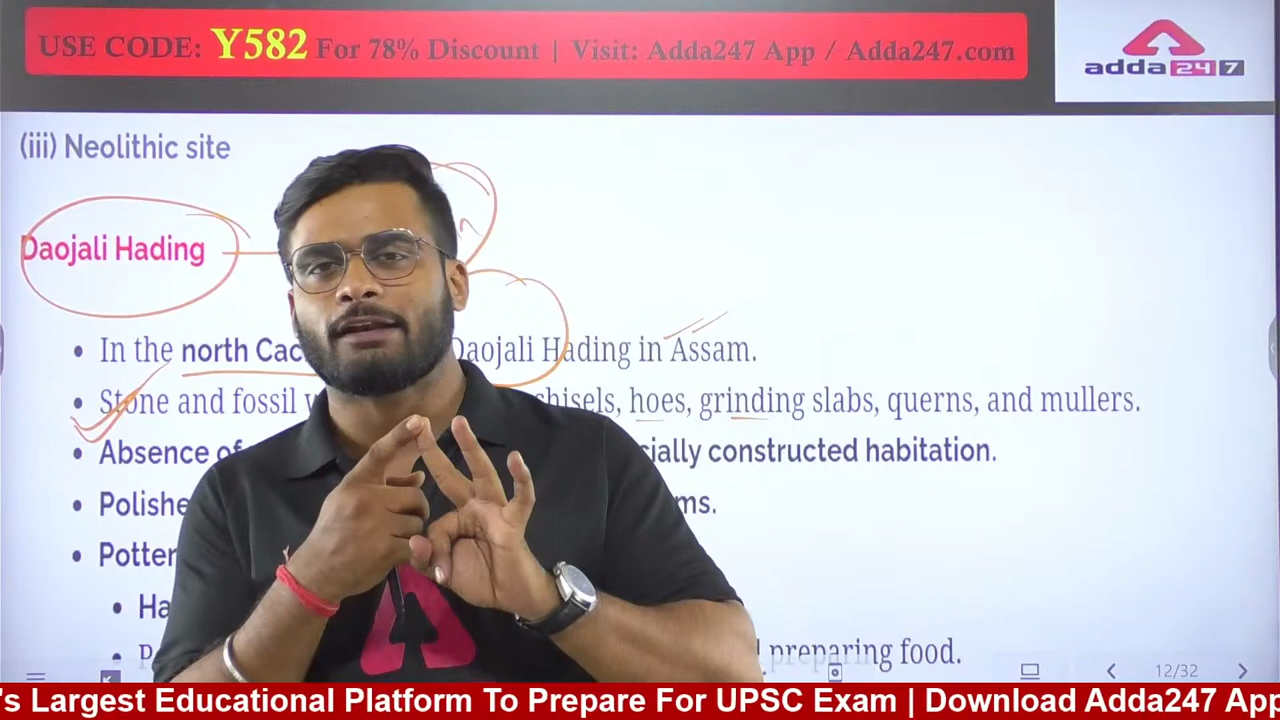 USE CODE: Y582 For 78% Discount | Visit: Adda247 App / Adda247.com
adda 247
(iii) Neolithic site
Daojali Hading
In the north Cac Daojali Hading in Assam.
Stone and fossil chisels, hoes, grinding slabs, querns, and mullers.
Absence of cially constructed habitation.
Polishe ms.
Potter
Ha
preparing food.
12/32
's Largest Educational Platform To Prepare For UPSC Exam | Download Adda247 App